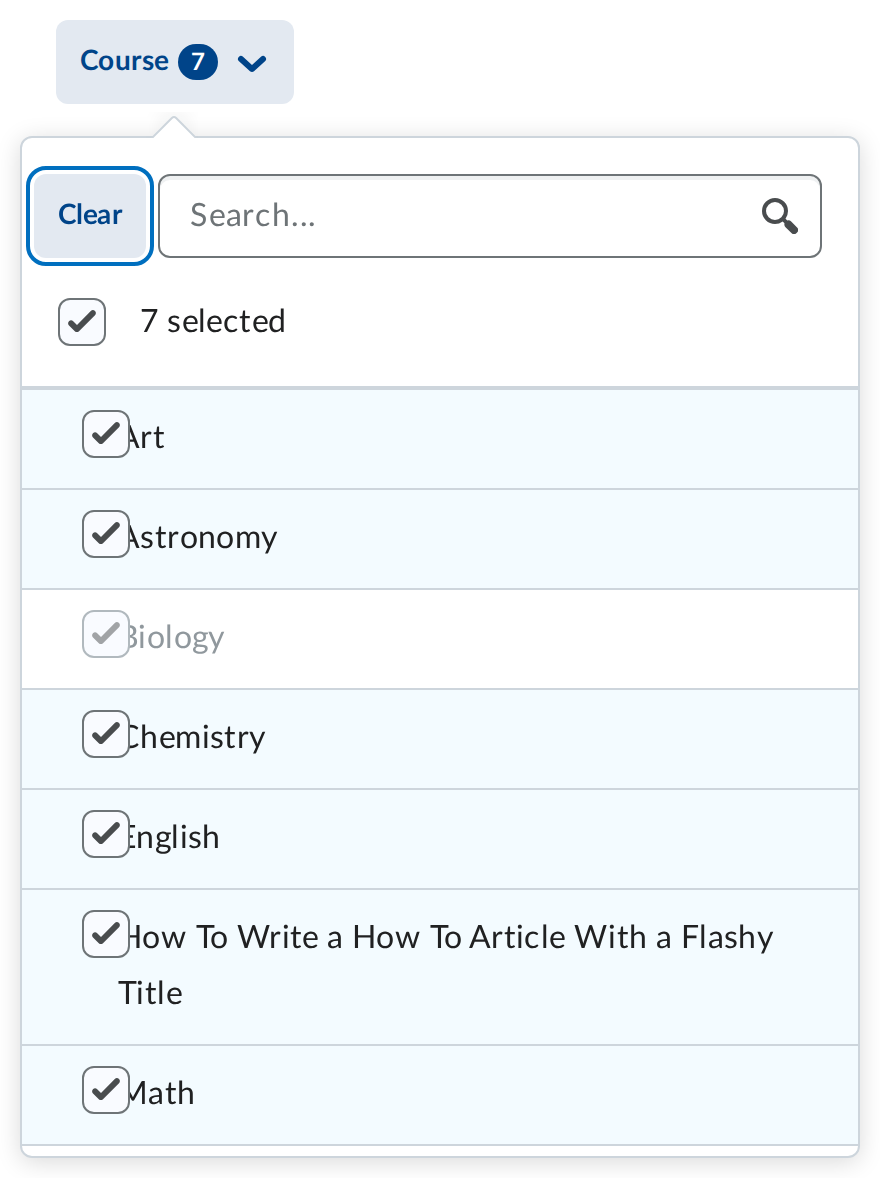 Course 7
Clear Search...
7 selected
Art
Astronomy
Biology
Chemistry
English
How To Write a How To Article With a Flashy
Title
Math